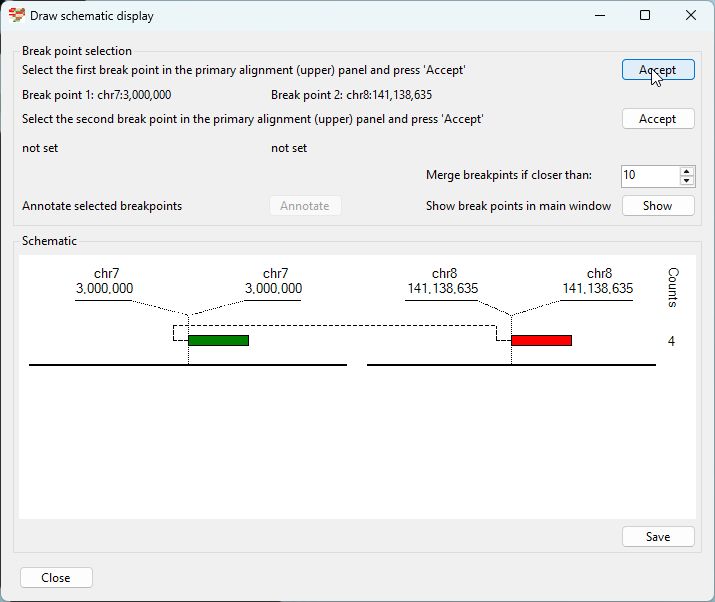 Draw schematic display
Break point selection
Select the first break point in the primary alignment (upper) panel and press 'Accept'
Accept
Break point 1: chr7:3,000,000
Break point 2: chr8:141,138,635
Select the second break point in the primary alignment (upper) panel and press 'Accept'
Accept
not set
not set
Merge breakpints if closer than:
10
Annotate selected breakpoints
Annotate
Show break points in main window
Show
Schematic
chr7
3,000,000
chr7
3,000,000
chr8
141,138,635
chr8
141,138,635
Counts
4
Save
Close